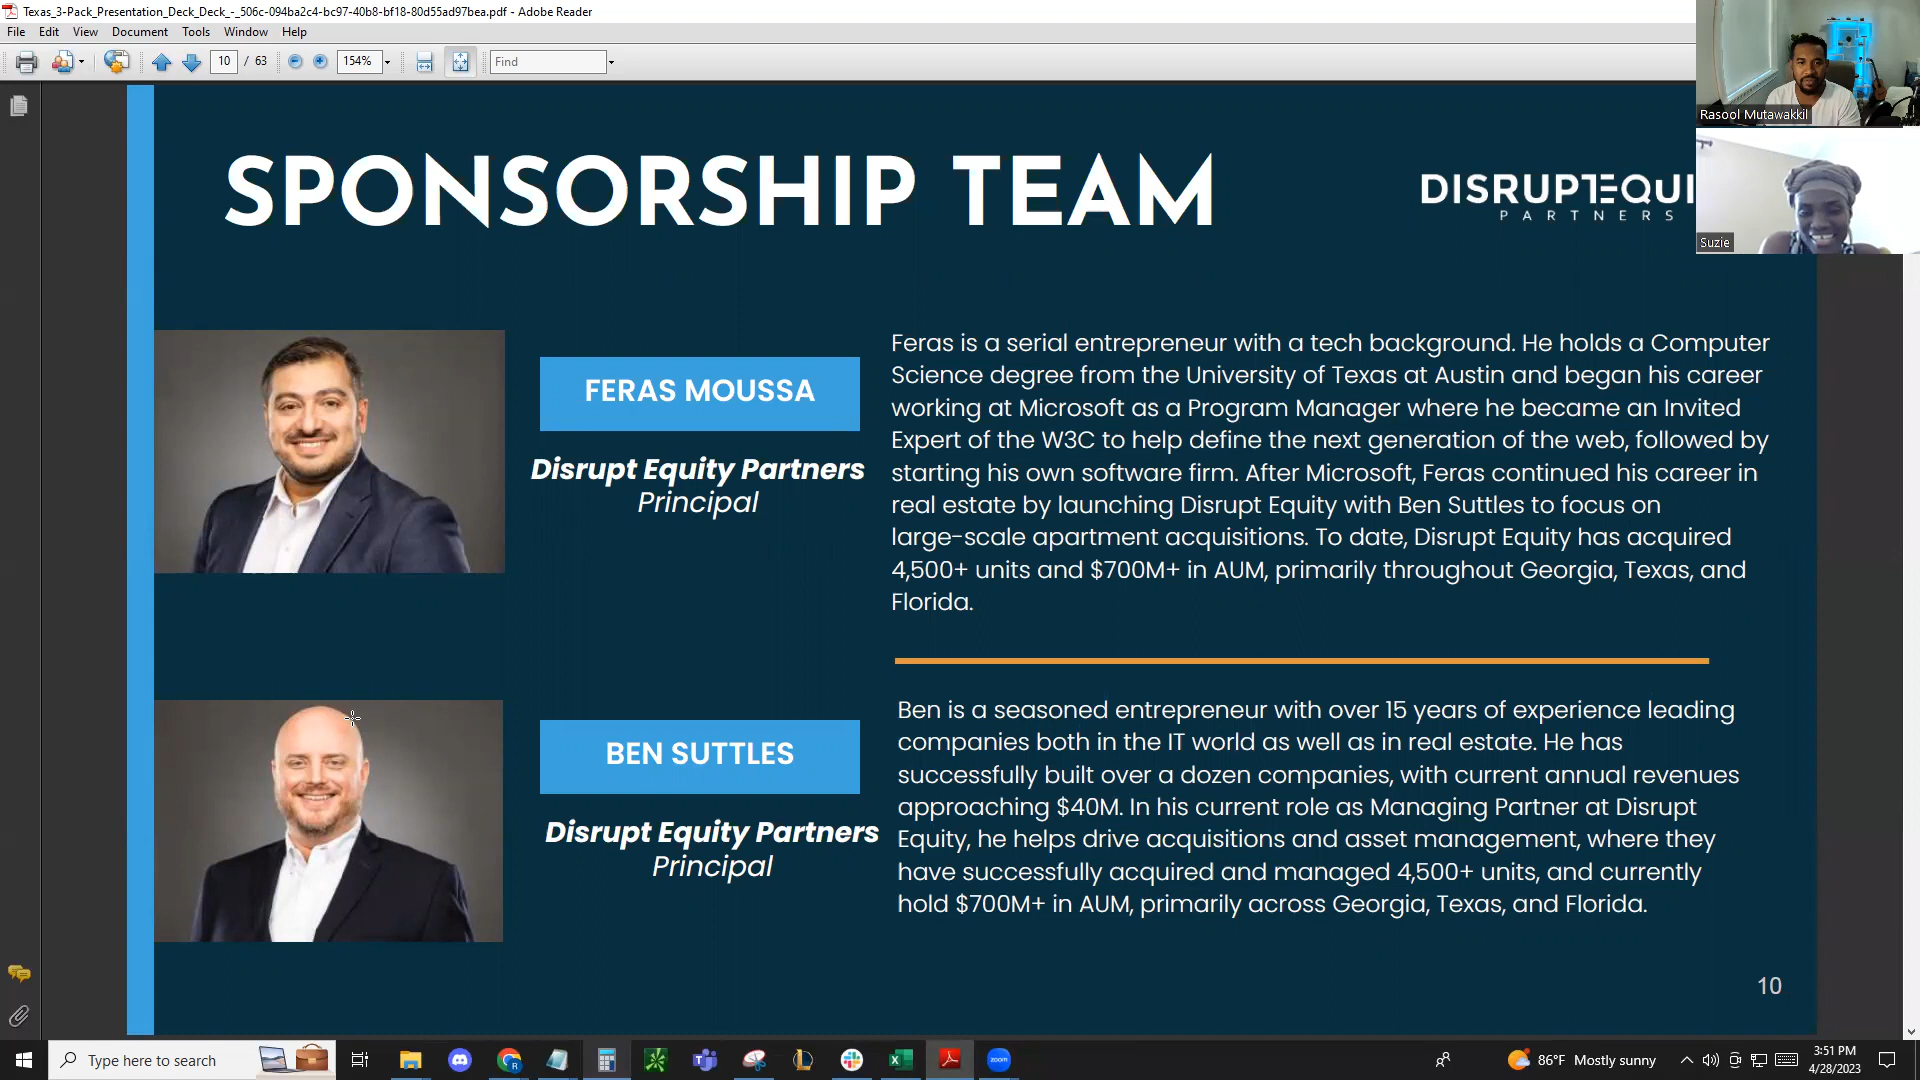 Texas_3-Pack_Presentation_Deck_Deck_-_506c-094ba2c4-bc97-40b8-bf18-80d55ad97bea.pdf - Adobe Reader
File Edit View Document Tools Window Help
10 / 63 154% Find
Rasool Mutawakkil
Suzie
SPONSORSHIP TEAM
DISRUPTEQUI
PARTNERS
FERAS MOUSSA
Disrupt Equity Partners
Principal
Feras is a serial entrepreneur with a tech background. He holds a Computer
Science degree from the University of Texas at Austin and began his career
working at Microsoft as a Program Manager where he became an Invited
Expert of the W3C to help define the next generation of the web, followed by
starting his own software firm. After Microsoft, Feras continued his career in
real estate by launching Disrupt Equity with Ben Suttles to focus on
large-scale apartment acquisitions. To date, Disrupt Equity has acquired
4,500+ units and $700M+ in AUM, primarily throughout Georgia, Texas, and
Florida.
BEN SUTTLES
Disrupt Equity Partners
Principal
Ben is a seasoned entrepreneur with over 15 years of experience leading
companies both in the IT world as well as in real estate. He has
successfully built over a dozen companies, with current annual revenues
approaching $40M. In his current role as Managing Partner at Disrupt
Equity, he helps drive acquisitions and asset management, where they
have successfully acquired and managed 4,500+ units, and currently
hold $700M+ in AUM, primarily across Georgia, Texas, and Florida.
10
Type here to search
zoom
86°F Mostly sunny
3:51 PM
4/28/2023